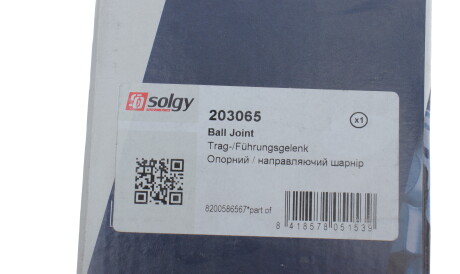 solgy
203065
x1
Ball Joint
Trag-/Führungsgelenk
Опорний / направляючий шарнір
8200586567*part of
8 418578 051539